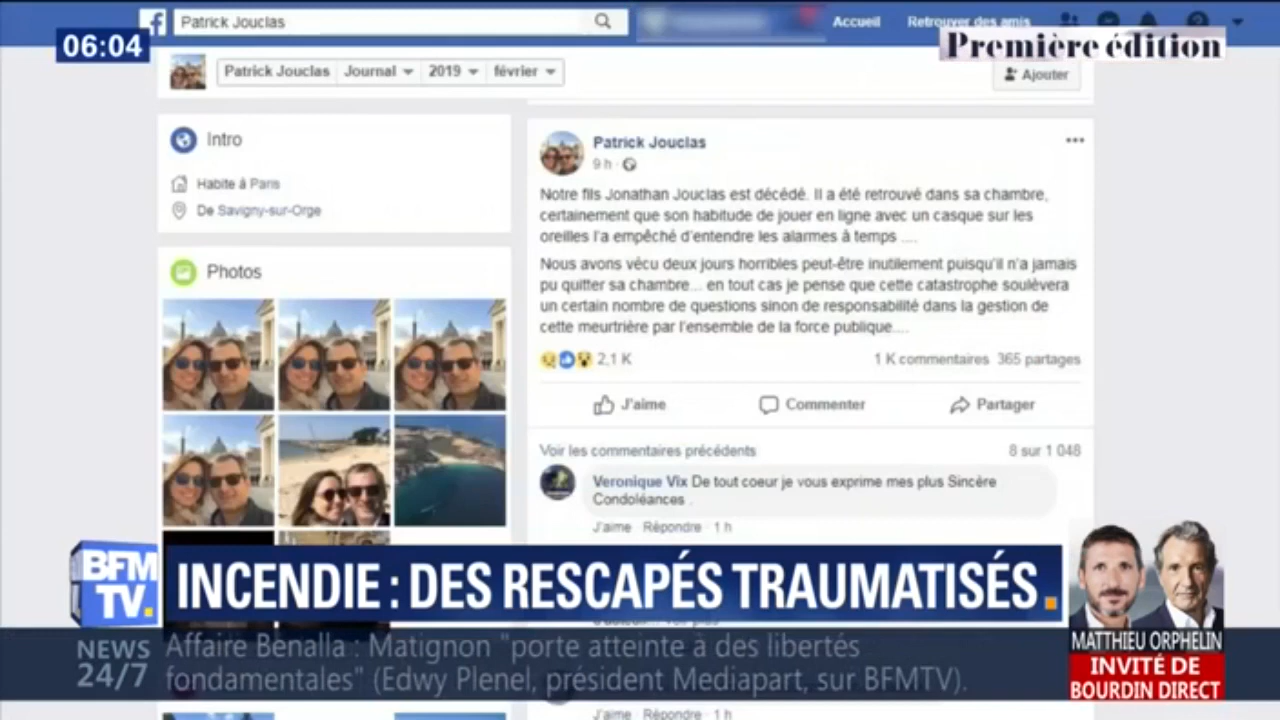 Patrick Jouclas
Accueil
Retrouver des amis
06:04
Première édition
Patrick Jouclas
Journal
2019
février
Ajouter
Intro
Habite à Paris
De Savigny-sur-Orge
Photos
Patrick Jouclas
9 h
Notre fils Jonathan Jouclas est décédé. Il a été retrouvé dans sa chambre,
certainement que son habitude de jouer en ligne avec un casque sur les
oreilles l'a empêché d'entendre les alarmes à temps ....
Nous avons vécu deux jours horribles peut-être inutilement puisqu'il n'a jamais
pu quitter sa chambre... en tout cas je pense que cette catastrophe soulèvera
un certain nombre de questions sinon de responsabilité dans la gestion de
cette meurtrière par l'ensemble de la force publique....
2,1 K
1 K commentaires 365 partages
J'aime
Commenter
Partager
Voir les commentaires précédents
8 sur 1 048
Veronique Vix De tout coeur je vous exprime mes plus Sincère
Condoléances .
J'aime · Répondre · 1 h
BFM
TV.
INCENDIE : DES RESCAPÉS TRAUMATISÉS.
NEWS
24/7
Affaire Benalla : Matignon "porte atteinte à des libertés
fondamentales" (Edwy Plenel, président Mediapart, sur BFMTV).
MATTHIEU ORPHELIN
INVITÉ DE
BOURDIN DIRECT
J'aime · Répondre · 1 h